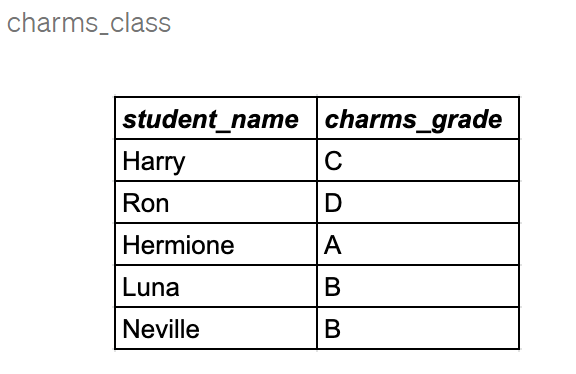 charms_class
student_name charms_grade
Harry C
Ron D
Hermione A
Luna B
Neville B